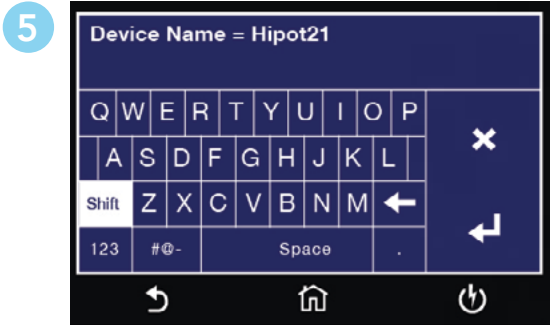 5
Device Name = Hipot21
Q W E R T Y U I O P
A S D F G H J K L
Shift Z X C V B N M
123 #@- Space .